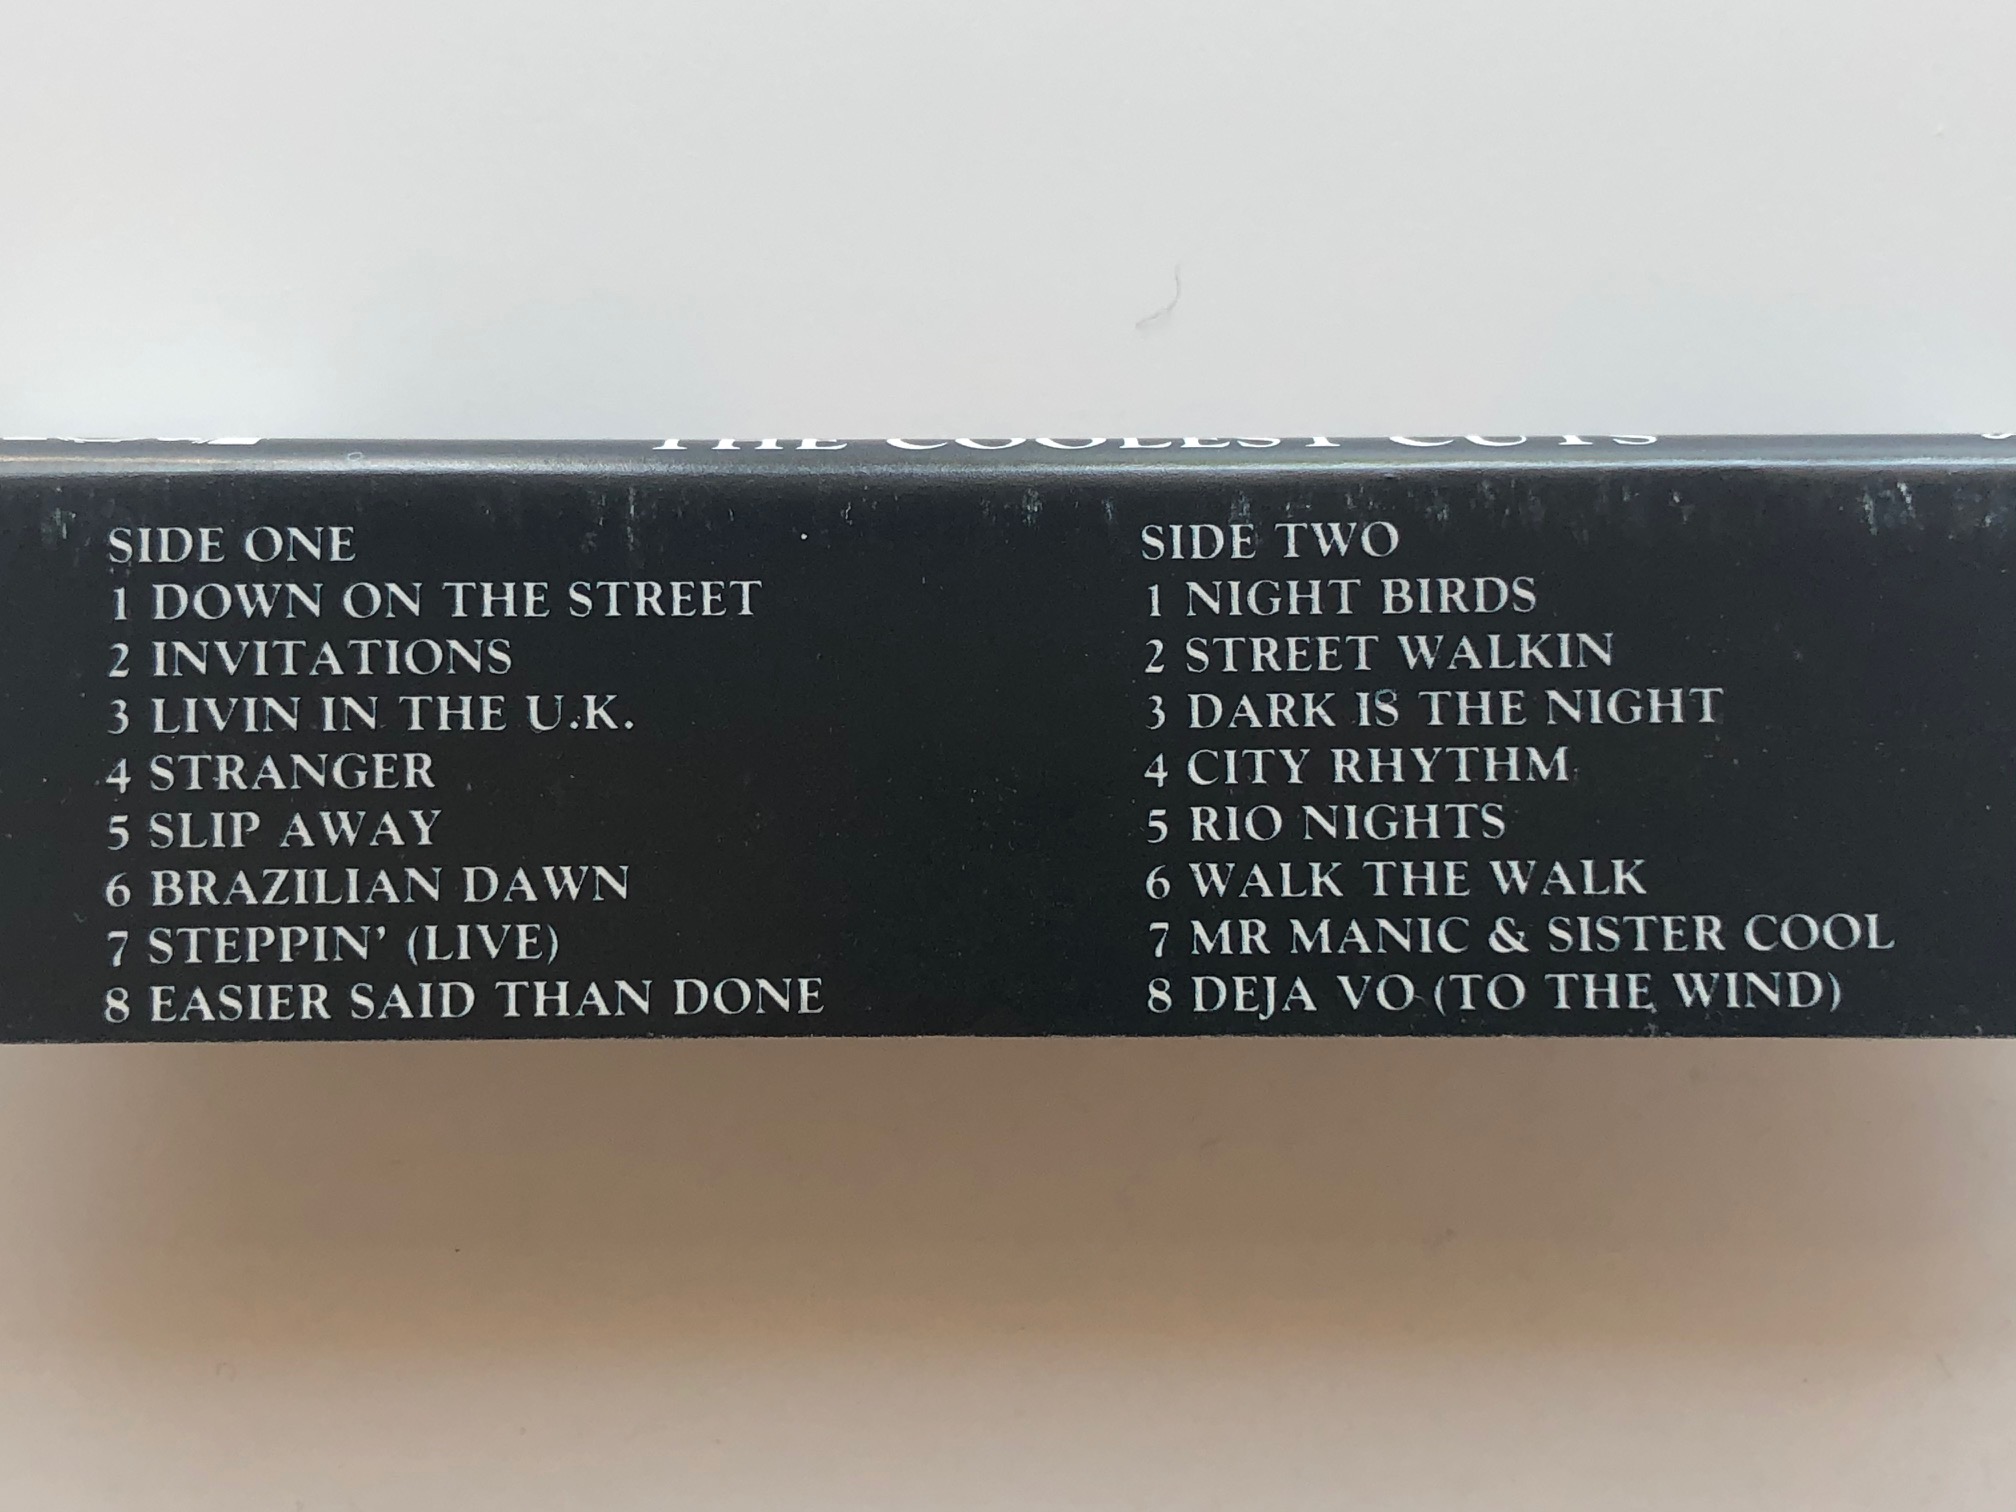 THE COOLEST CUTS
SIDE ONE
1 DOWN ON THE STREET
2 INVITATIONS
3 LIVIN IN THE U.K.
4 STRANGER
5 SLIP AWAY
6 BRAZILIAN DAWN
7 STEPPIN' (LIVE)
8 EASIER SAID THAN DONE
SIDE TWO
1 NIGHT BIRDS
2 STREET WALKIN
3 DARK IS THE NIGHT
4 CITY RHYTHM
5 RIO NIGHTS
6 WALK THE WALK
7 MR MANIC & SISTER COOL
8 DEJA VO (TO THE WIND)